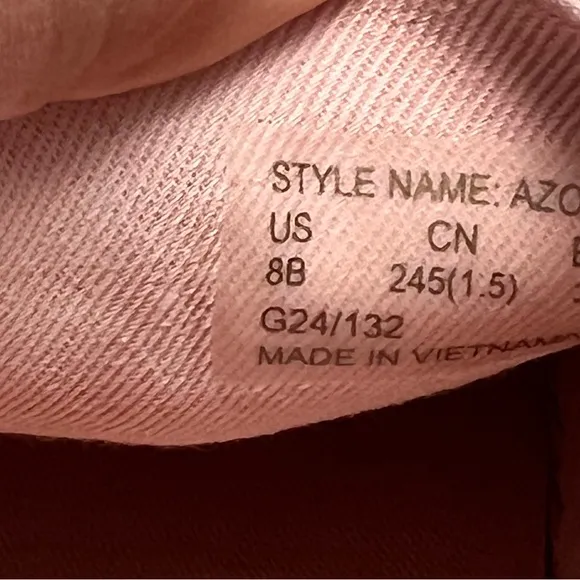 STYLE NAME: AZO
US CN E
8B 245(1.5)
G24/132
MADE IN VIETNAM